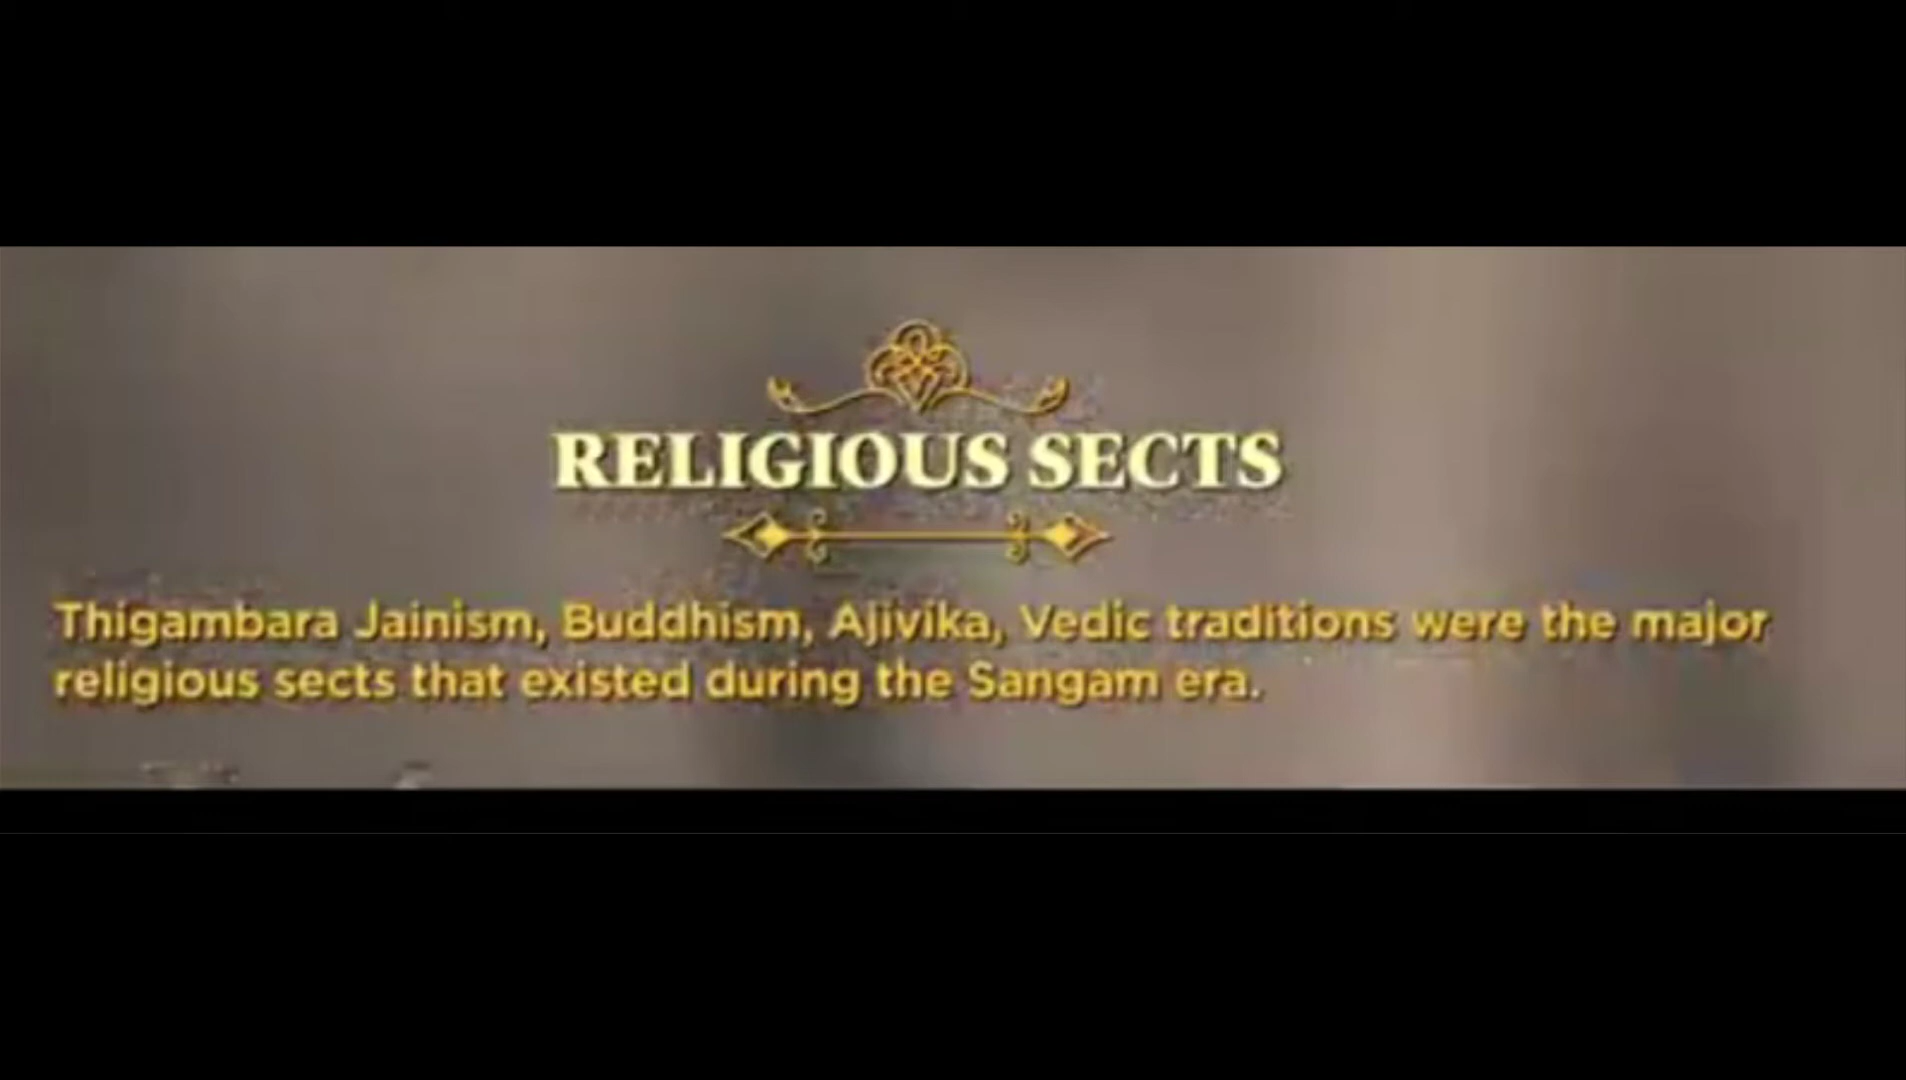 RELIGIOUS SECTS
Thigambara Jainism, Buddhism, Ajivika, Vedic traditions were the major
religious sects that existed during the Sangam era.